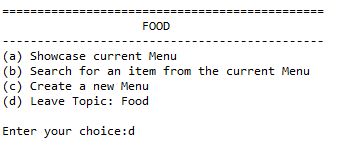 ==============================================
FOOD
----------------------------------------------
(a) Showcase current Menu
(b) Search for an item from the current Menu
(c) Create a new Menu
(d) Leave Topic: Food
Enter your choice:d